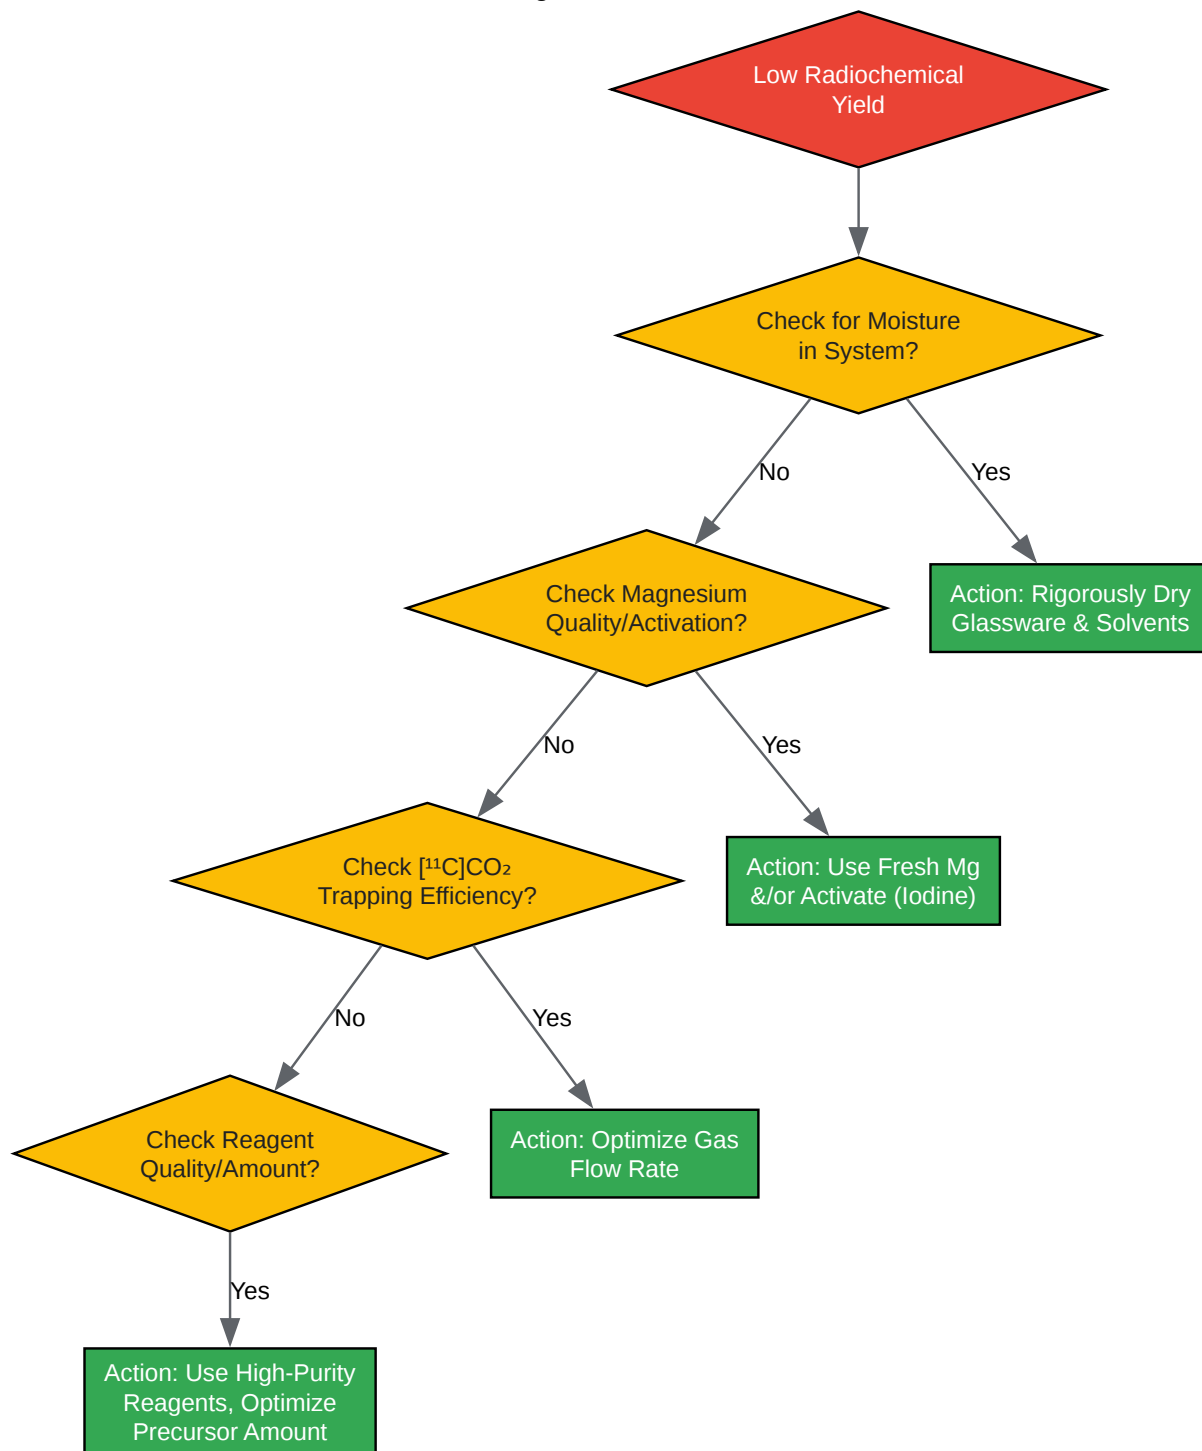 Low Radiochemical
Yield
Check for Moisture
in System?
No
Yes
Check Magnesium
Quality/Activation?
Action: Rigorously Dry
Glassware & Solvents
No
Yes
Check [¹¹C]CO₂
Trapping Efficiency?
Action: Use Fresh Mg
&/or Activate (Iodine)
No
Yes
Check Reagent
Quality/Amount?
Action: Optimize Gas
Flow Rate
Yes
Action: Use High-Purity
Reagents, Optimize
Precursor Amount